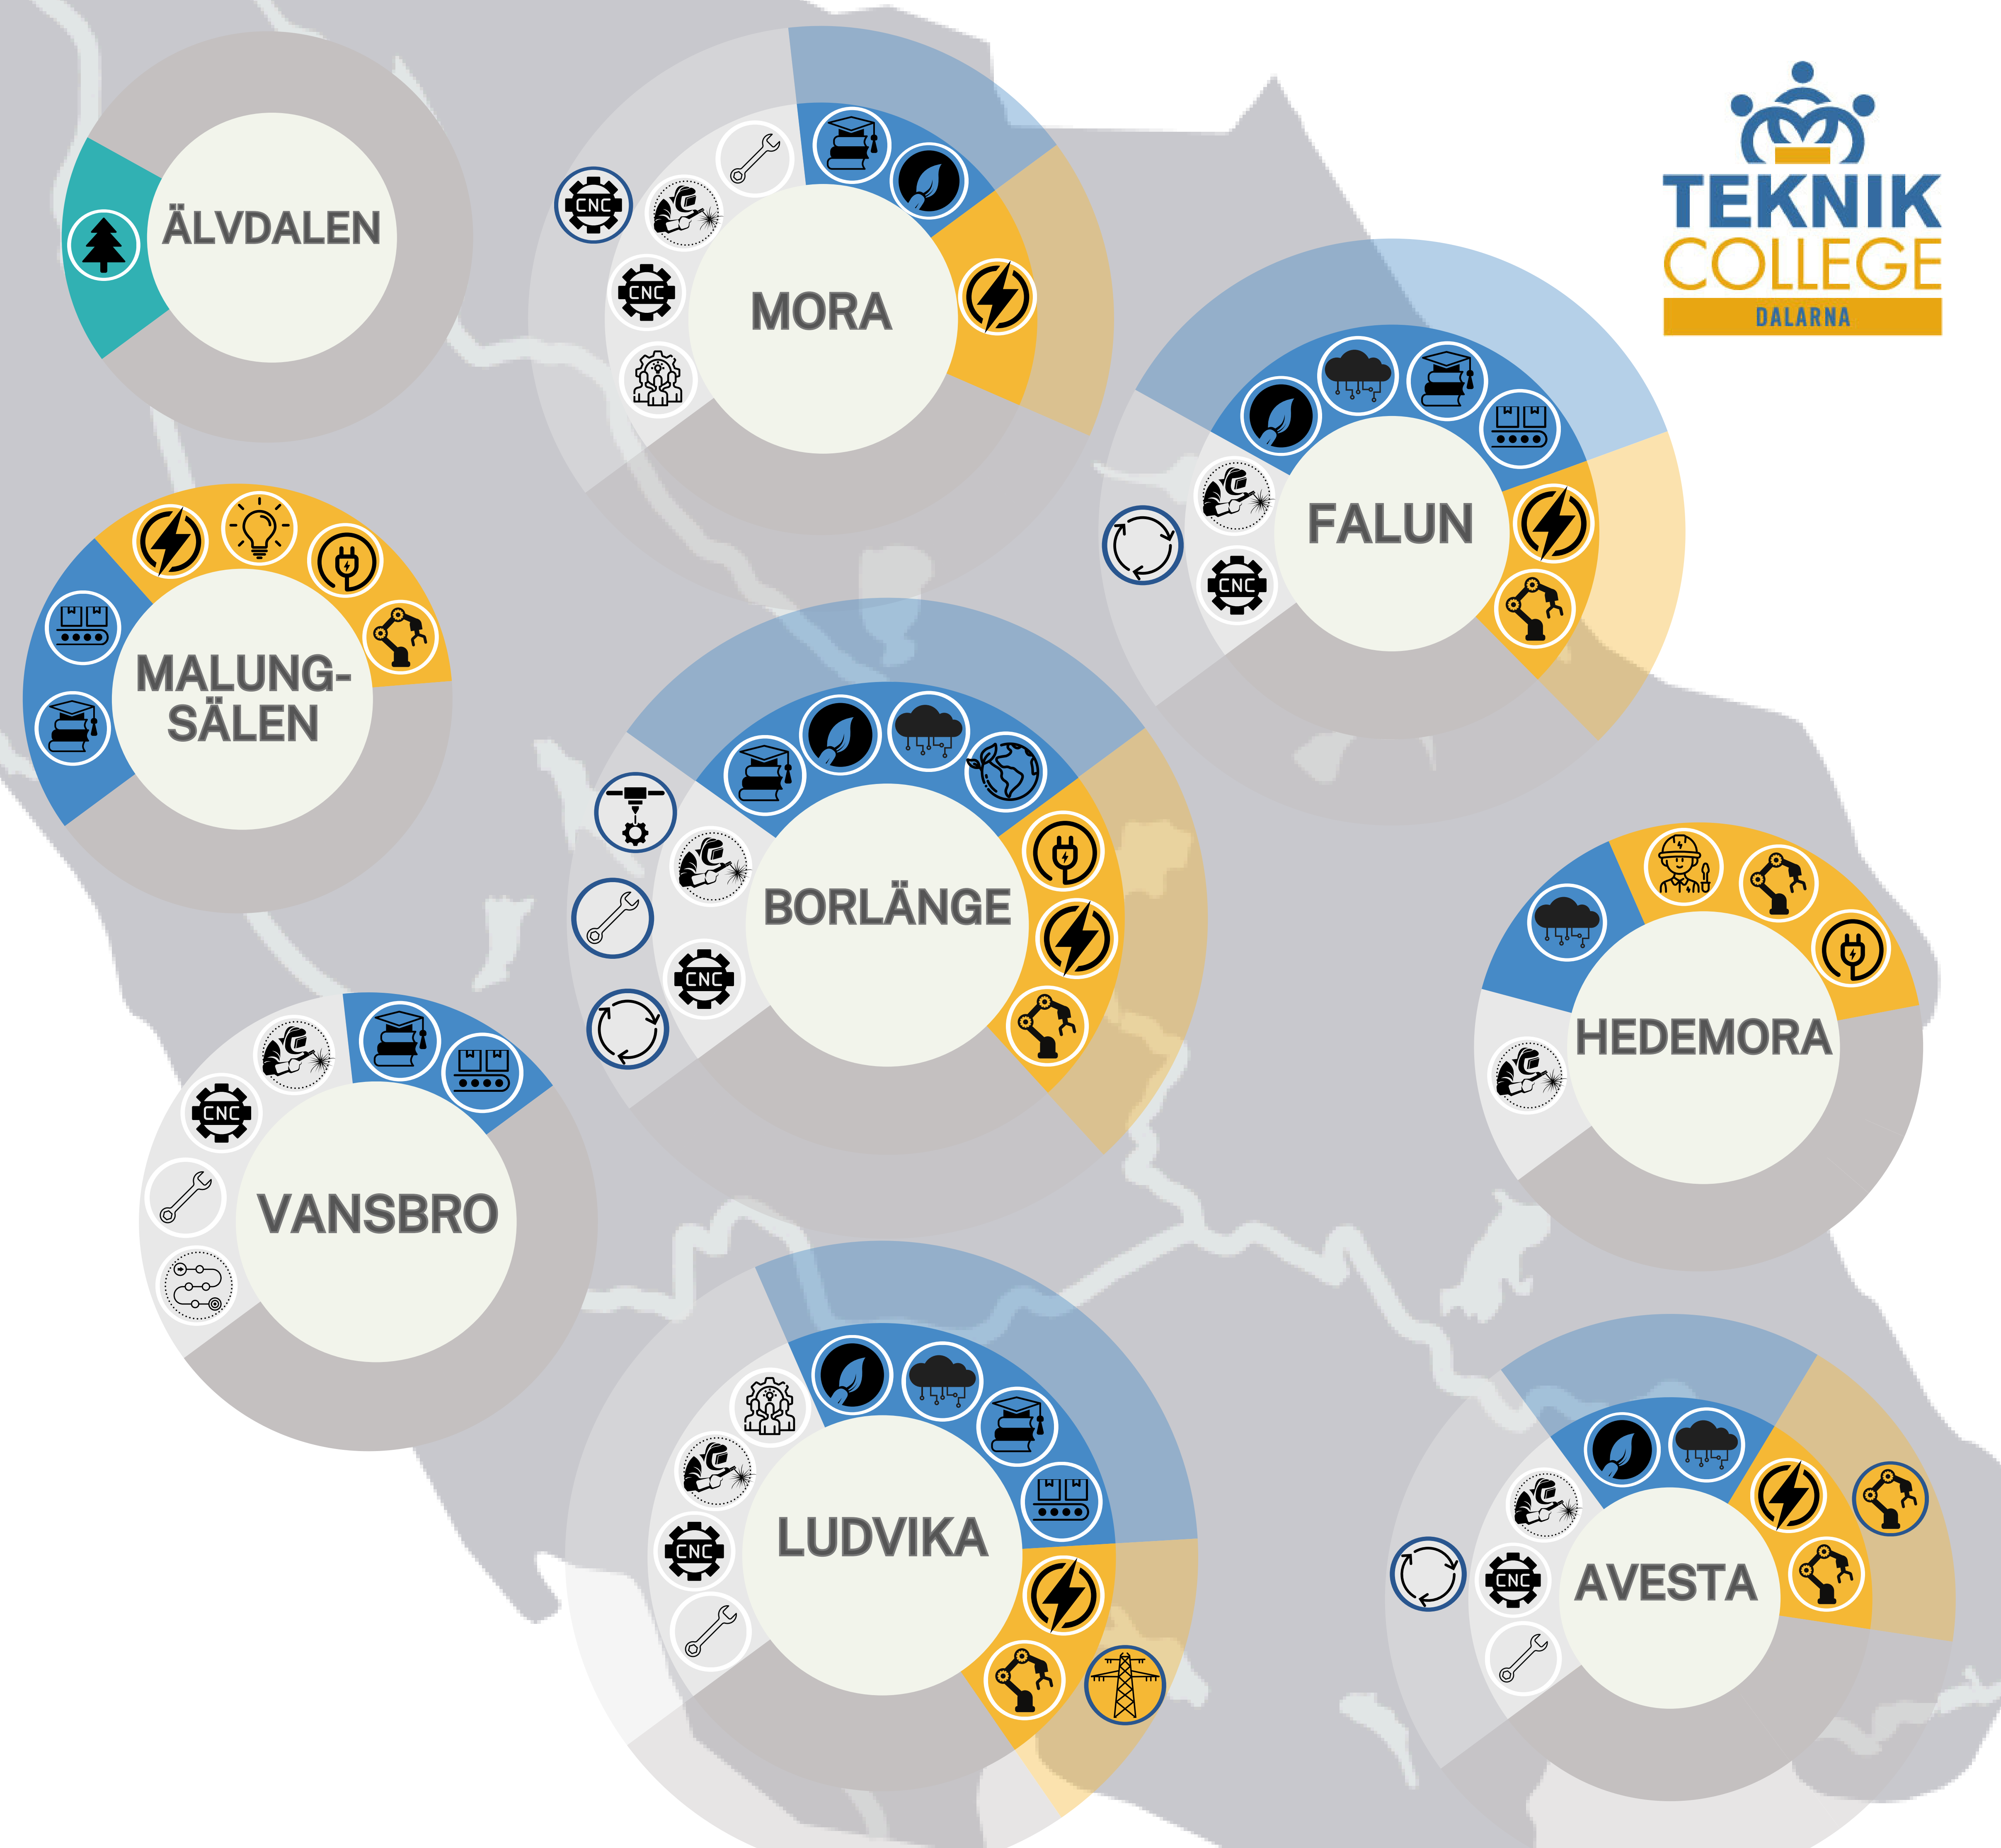 TEKNIK
COLLEGE
DALARNA
ÄLVDALEN
CNC
CNC
MORA
FALUN
CNC
MALUNG-
SÄLEN
BORLÄNGE
CNC
HEDEMORA
CNC
VANSBRO
LUDVIKA
CNC
AVESTA
CNC